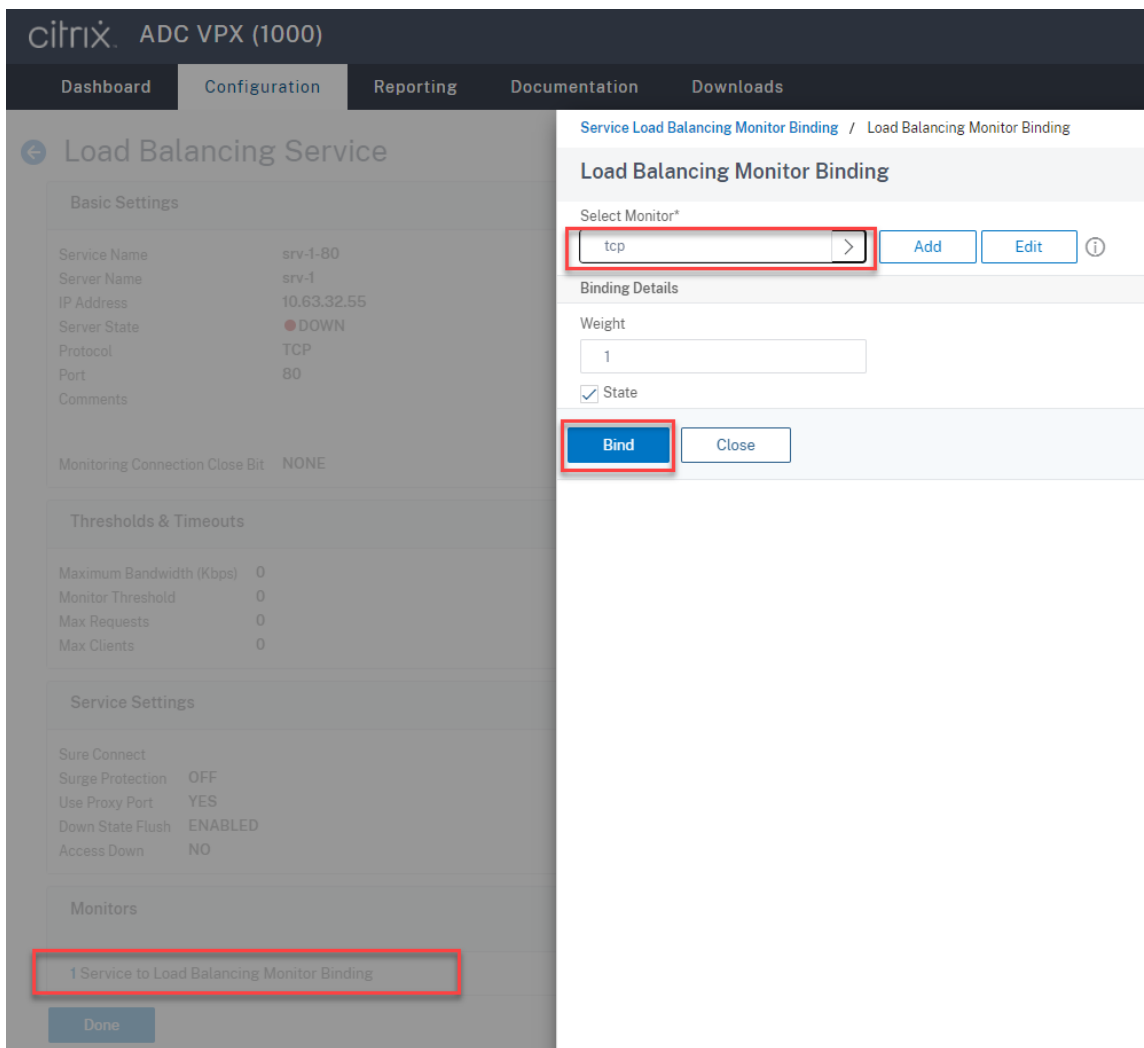 citrix. ADC VPX (1000)
Dashboard Configuration Reporting Documentation Downloads
Load Balancing Service
Basic Settings
Service Name srv-1-80
Server Name srv-1
IP Address 10.63.32.55
Server State DOWN
Protocol TCP
Port 80
Comments
Monitoring Connection Close Bit NONE
Thresholds & Timeouts
Maximum Bandwidth (Kbps) 0
Monitor Threshold 0
Max Requests 0
Max Clients 0
Service Settings
Sure Connect
Surge Protection OFF
Use Proxy Port YES
Down State Flush ENABLED
Access Down NO
Monitors
1 Service to Load Balancing Monitor Binding
Done
Service Load Balancing Monitor Binding / Load Balancing Monitor Binding
Load Balancing Monitor Binding
Select Monitor*
tcp > Add Edit i
Binding Details
Weight
1
State
Bind Close